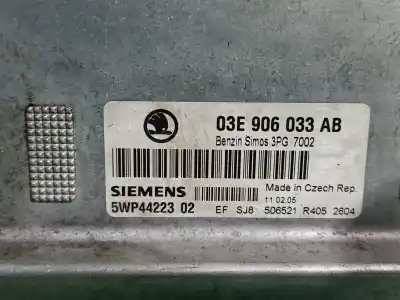 03E 906 033 AB
Benzin Simos 3PG 7002
SIEMENS
Made in Czech Rep.
11 02.05
5WP44223 02
EF SJ8 506521 R405 2604